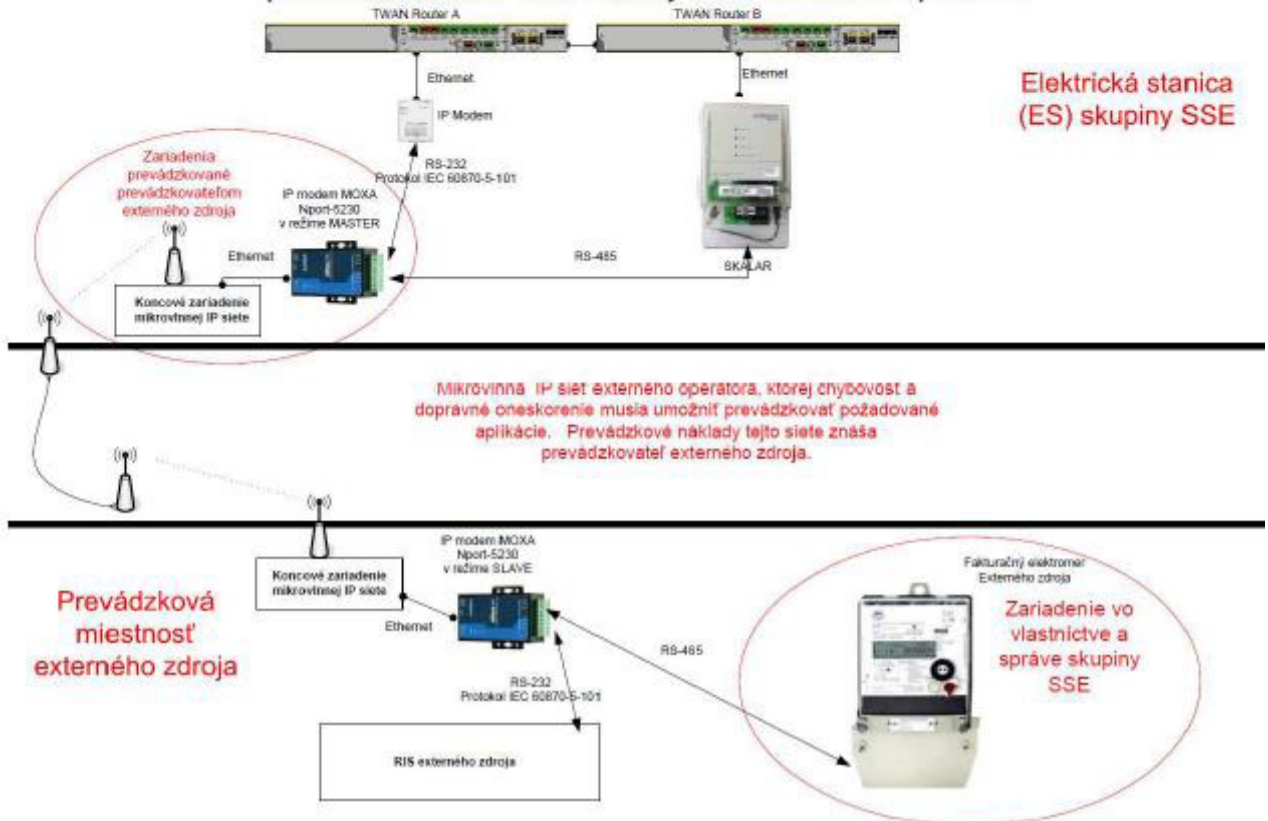 TWAN Router A
TWAN Router B
Ethernet
Ethernet
Elektrická stanica
(ES) skupiny SSE
IP Modem
Zariadenia
prevádzkované
prevádzkovateľom
externého zdroja
RS-232
Protokol IEC 60870-5-101
IP modem MOXA
Nport-5230
v režime MASTER
Ethernet
RS-485
SKALAR
Koncové zariadenie
mikrovlnnej IP siete
Mikrovlnná IP sieť externého operátora, ktorej chybovosť a
dopravné oneskorenie musia umožniť prevádzkovať požadované
aplikácie. Prevádzkové náklady tejto siete znáša
prevádzkovateľ externého zdroja.
IP modem MOXA
Nport-5230
v režime SLAVE
Koncové zariadenie
mikrovlnnej IP siete
Ethernet
Prevádzková
miestnosť
externého zdroja
RS-485
RS-232
Protokol IEC 60870-5-101
Fakturačný elektromer
Externého zdroja
Zariadenie vo
vlastníctve a
správe skupiny
SSE
RIS externého zdroja